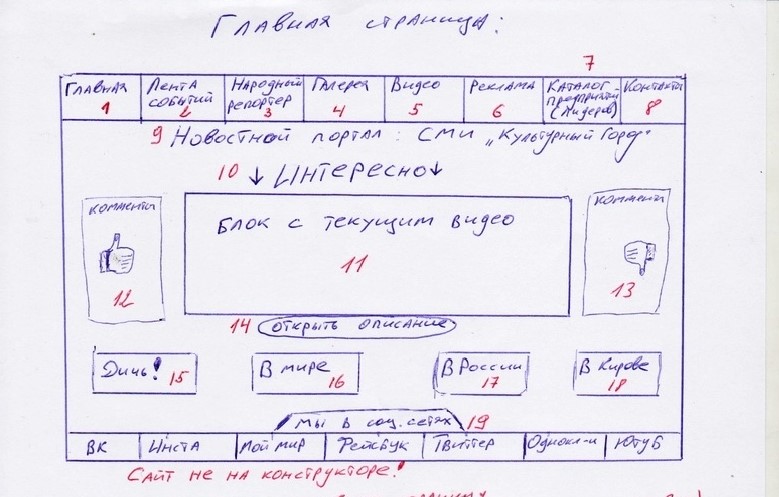 Главная страница:
7
Главная
1
Лента
событий
2
Народный
репортер
3
Галерея
4
Видео
5
Реклама
6
Каталог
предприятий
(лидеров)
Контакты
8
9 Новостной портал: СМИ „Культурный Город"
10 ↓ Интересно ↓
комменты
12
Блок с текущим видео
11
комменты
13
14 открыть описание
Дичь! 15
В мире
16
В России
17
В Кирове
18
Мы в соц. сетях 19
ВК
Инста
Мой мир
Фейсбук
Твиттер
Однокл-и
Ютуб
Сайт не на конструкторе!